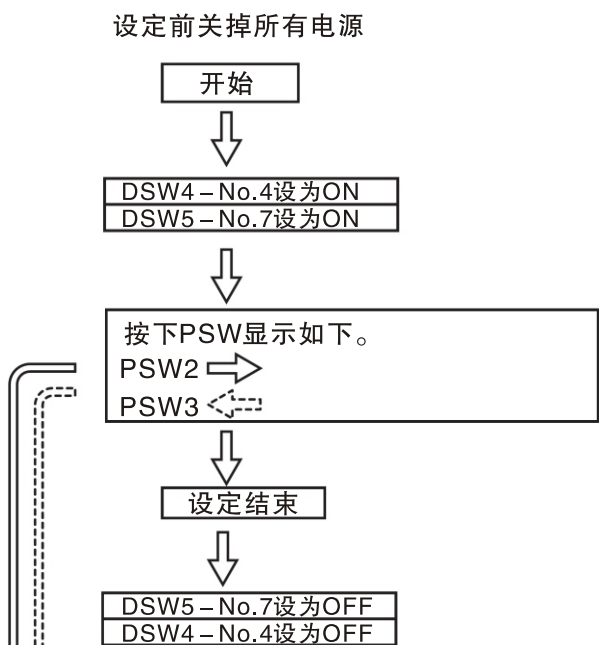 设定前关掉所有电源
开始
DSW4–No.4设为ON
DSW5–No.7设为ON
按下PSW显示如下。
PSW2
PSW3
设定结束
DSW5–No.7设为OFF
DSW4–No.4设为OFF